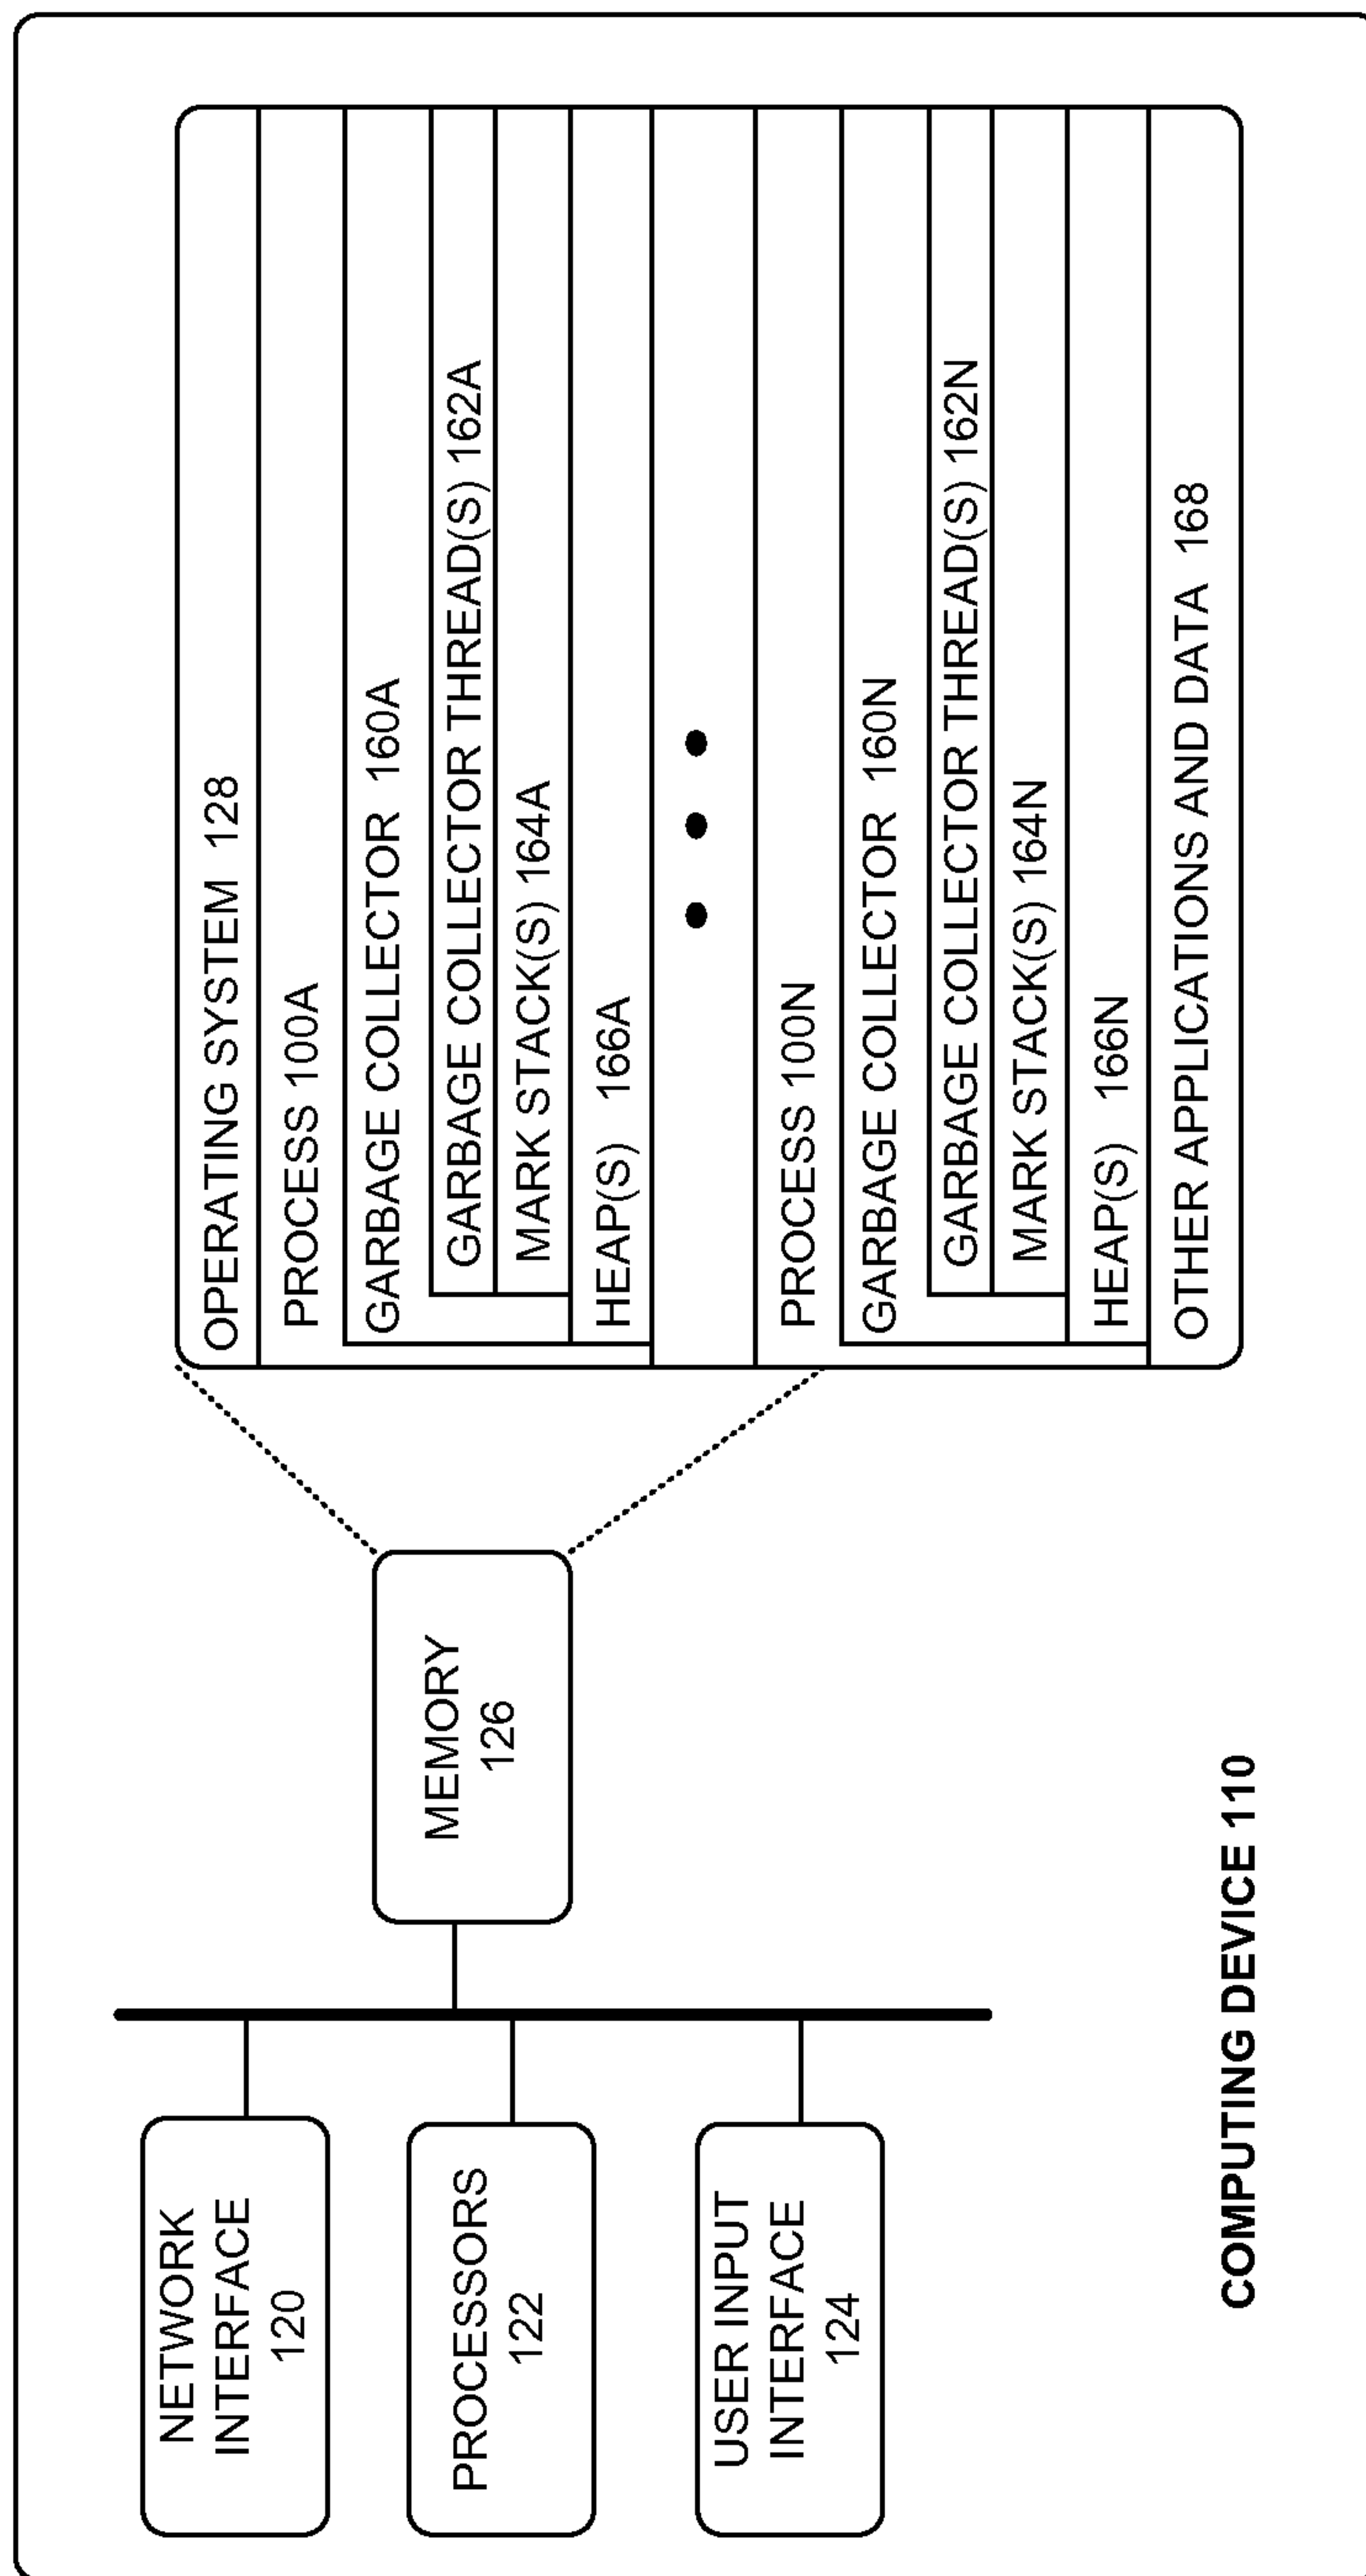 NETWORK
INTERFACE
120
PROCESSORS
122
USER INPUT
INTERFACE
124
MEMORY
126
OPERATING SYSTEM 128
PROCESS 100A
GARBAGE COLLECTOR 160A
GARBAGE COLLECTOR THREAD(S) 162A
MARK STACK(S) 164A
HEAP(S) 166A
PROCESS 100N
GARBAGE COLLECTOR 160N
GARBAGE COLLECTOR THREAD(S) 162N
MARK STACK(S) 164N
HEAP(S) 166N
OTHER APPLICATIONS AND DATA 168
COMPUTING DEVICE 110